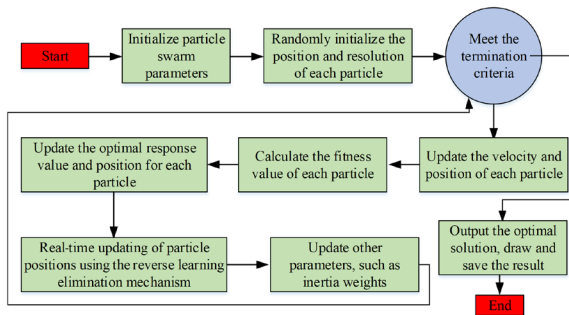 Start
Initialize particle
swarm
parameters
Randomly initialize the
position and resolution
of each particle
Meet the
termination
criteria
Update the optimal response
value and position for each
particle
Calculate the fitness
value of each particle
Update the velocity and
position of each particle
Real-time updating of particle
positions using the reverse learning
elimination mechanism
Update other
parameters, such as
inertia weights
Output the optimal
solution, draw and
save the result
End